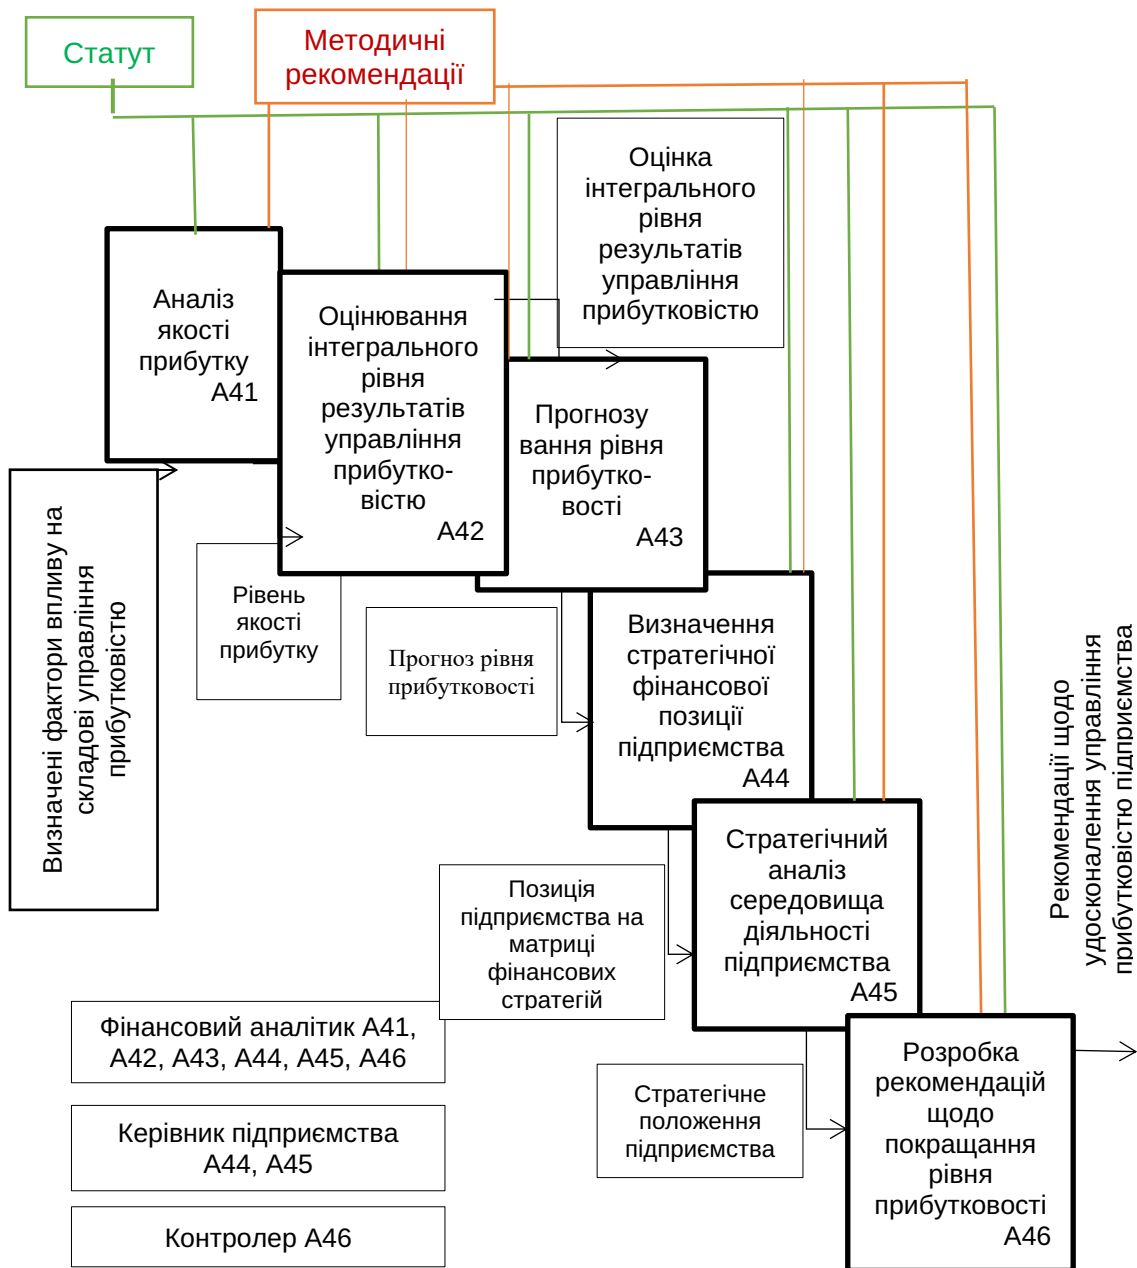 Статут
Методичні
рекомендації
Оцінка
інтегрального
рівня
результатів
управління
прибутковістю
Аналіз
якості
прибутку
А41
Оцінювання
інтегрального
рівня
результатів
управління
прибутко-
вістю
А42
Прогнозу
вання рівня
прибутко-
вості
А43
Визначені фактори впливу на
складові управління
прибутковістю
Рівень
якості
прибутку
Прогноз рівня
прибутковості
Визначення
стратегічної
фінансової
позиції
підприємства
А44
Рекомендації щодо
удосконалення управління
прибутковістю підприємства
Стратегічний
аналіз
середовища
діяльності
підприємства
А45
Позиція
підприємства на
матриці
фінансових
стратегій
Фінансовий аналітик А41,
А42, А43, А44, А45, А46
Керівник підприємства
А44, А45
Контролер А46
Стратегічне
положення
підприємства
Розробка
рекомендацій
щодо
покращання
рівня
прибутковості
А46